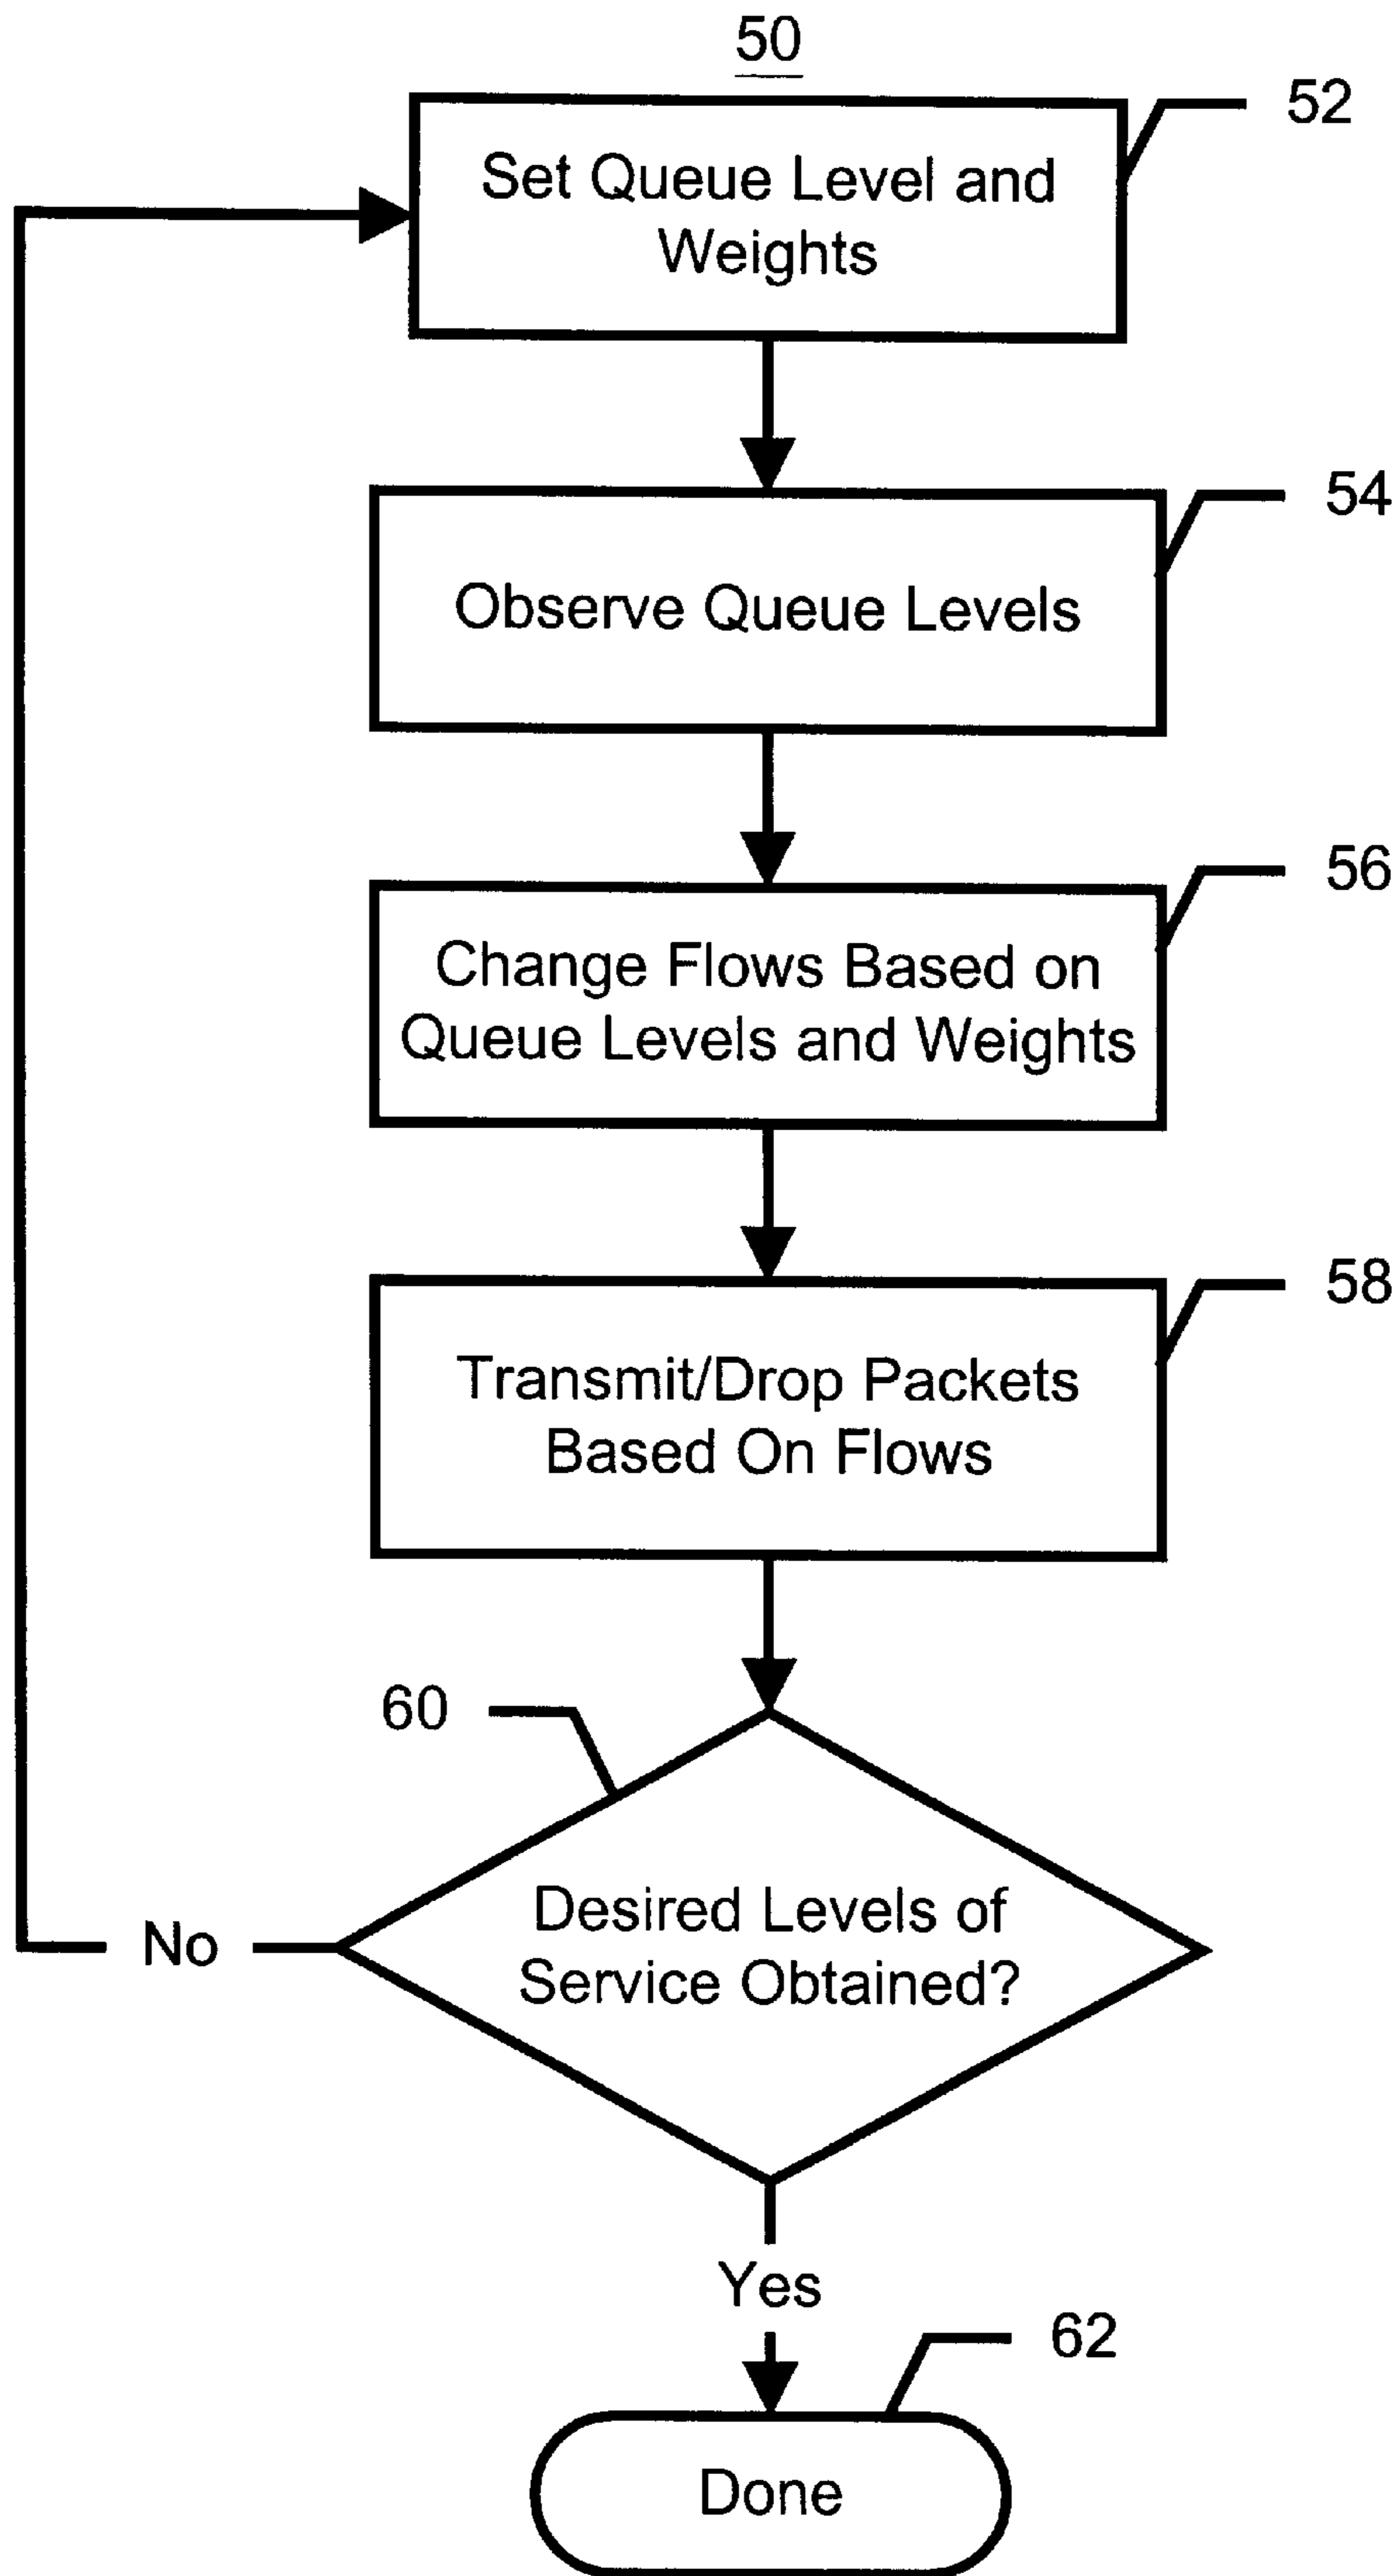 50
52
Set Queue Level and
Weights
54
Observe Queue Levels
56
Change Flows Based on
Queue Levels and Weights
58
Transmit/Drop Packets
Based On Flows
60
Desired Levels of
Service Obtained?
No
Yes
62
Done